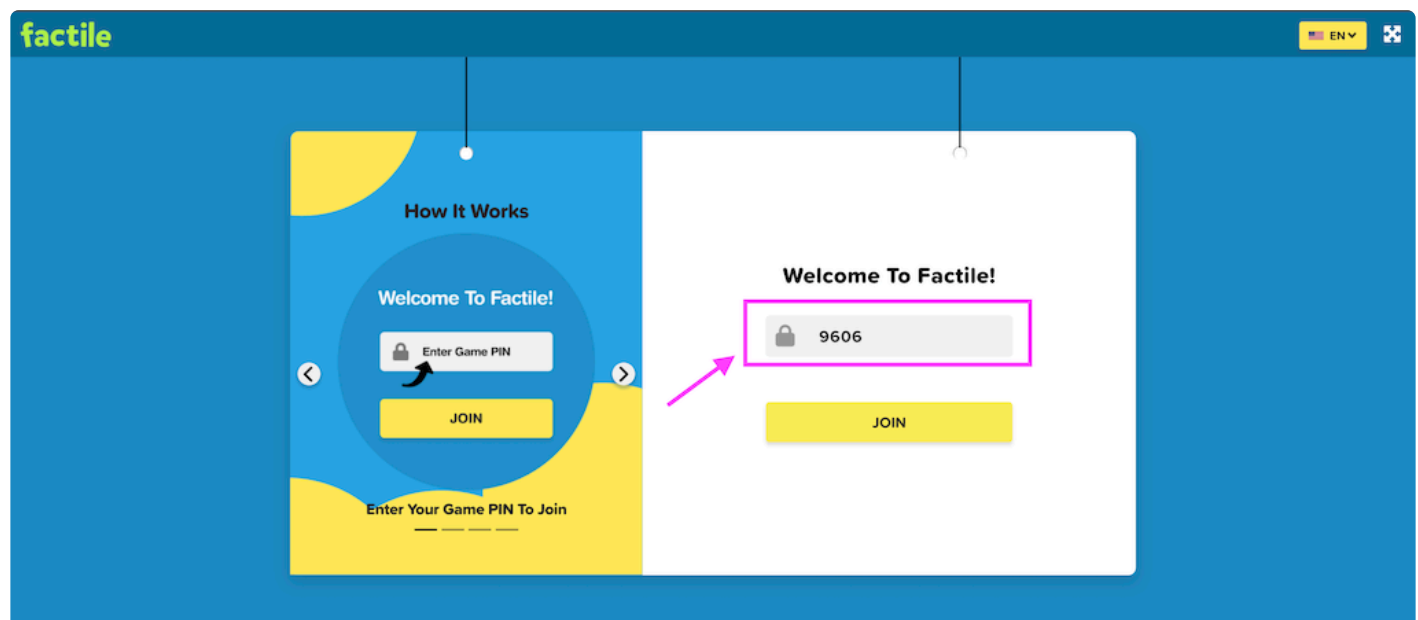 factile
EN
How It Works
Welcome To Factile!
Enter Game PIN
JOIN
Enter Your Game PIN To Join
Welcome To Factile!
9606
JOIN